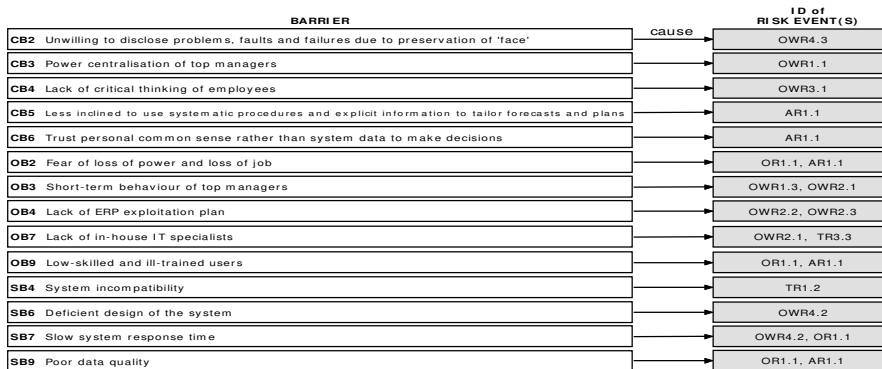 BARRIER
cause
ID of
RISK EVENT(S)
CB2 Unwilling to disclose problems, faults and failures due to preservation of 'face' OWR4.3
CB3 Power centralisation of top managers OWR1.1
CB4 Lack of critical thinking of employees OWR3.1
CB5 Less inclined to use systematic procedures and explicit information to tailor forecasts and plans AR1.1
CB6 Trust personal common sense rather than system data to make decisions AR1.1
OB2 Fear of loss of power and loss of job OR1.1, AR1.1
OB3 Short-term behaviour of top managers OWR1.3, OWR2.1
OB4 Lack of ERP exploitation plan OWR2.2, OWR2.3
OB7 Lack of in-house IT specialists OWR2.1, TR3.3
OB9 Low-skilled and ill-trained users OR1.1, AR1.1
SB4 System incompatibility TR1.2
SB6 Deficient design of the system OWR4.2
SB7 Slow system response time OWR4.2, OR1.1
SB9 Poor data quality OR1.1, AR1.1